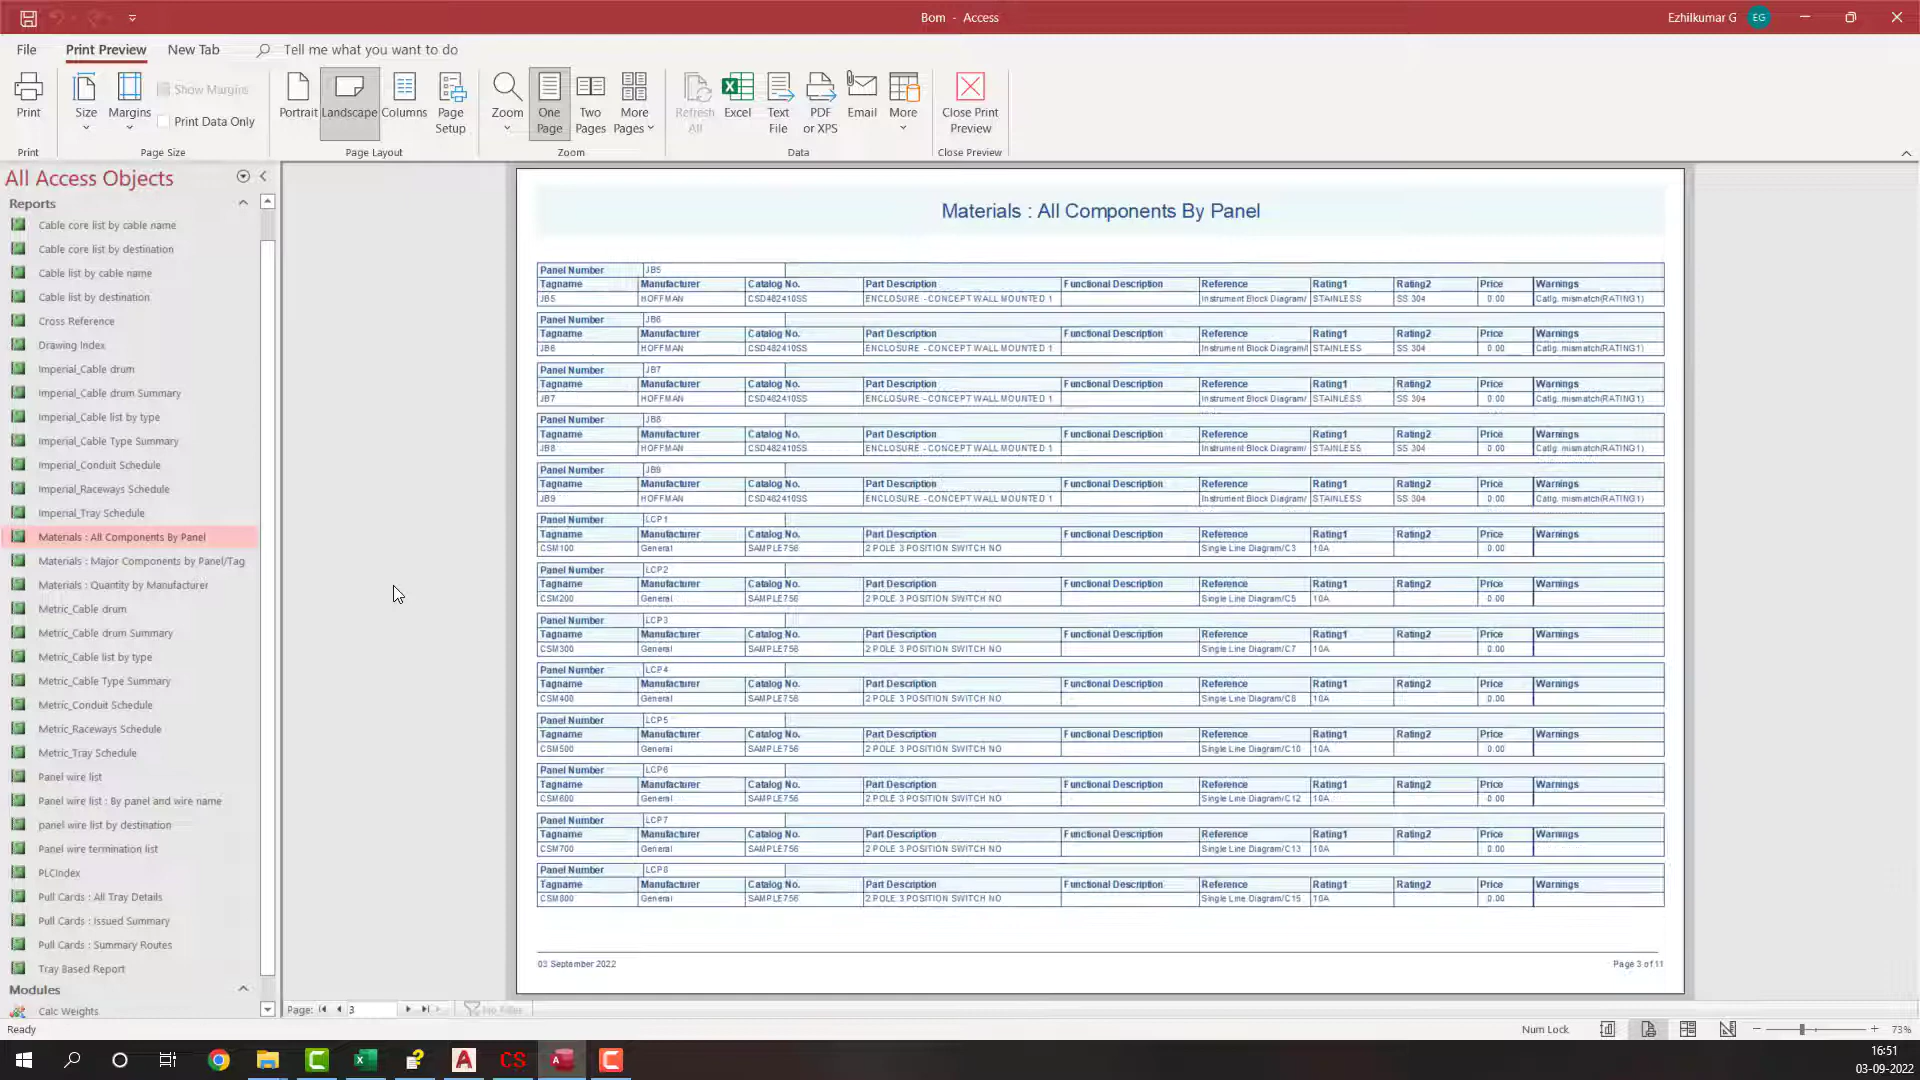 Bom - Access
Ezhilkumar G EG
File Print Preview New Tab Tell me what you want to do
Print
Size
Margins
Show Margins
Print Data Only
Portrait
Landscape
Columns
Page Setup
Zoom
One Page
Two Pages
More Pages
Refresh All
Excel
Text File
PDF or XPS
Email
More
Close Print Preview
Print Page Size Page Layout Zoom Data Close Preview
All Access Objects
Reports
Cable core list by cable name
Cable core list by destination
Cable list by cable name
Cable list by destination
Cross Reference
Drawing Index
Imperial_Cable drum
Imperial_Cable drum Summary
Imperial_Cable list by type
Imperial_Cable Type Summary
Imperial_Conduit Schedule
Imperial_Raceways Schedule
Imperial_Tray Schedule
Materials : All Components By Panel
Materials : Major Components by Panel/Tag
Materials : Quantity by Manufacturer
Metric_Cable drum
Metric_Cable drum Summary
Metric_Cable list by type
Metric_Cable Type Summary
Metric_Conduit Schedule
Metric_Raceways Schedule
Metric_Tray Schedule
Panel wire list
Panel wire list : By panel and wire name
panel wire list by destination
Panel wire termination list
PLCIndex
Pull Cards : All Tray Details
Pull Cards : Issued Summary
Pull Cards : Summary Routes
Tray Based Report
Modules
Calc Weights
Materials : All Components By Panel
Panel Number JB5
Tagname Manufacturer Catalog No. Part Description Functional Description Reference Rating1 Rating2 Price Warnings
JB5 HOFFMAN CSD482410SS ENCLOSURE - CONCEPT WALL MOUNTED 1 Instrument Block Diagram/ STAINLESS SS 304 0.00 Catlg. mismatch(RATING1)
Panel Number JB6
Tagname Manufacturer Catalog No. Part Description Functional Description Reference Rating1 Rating2 Price Warnings
JB6 HOFFMAN CSD482410SS ENCLOSURE - CONCEPT WALL MOUNTED 1 Instrument Block Diagram/ STAINLESS SS 304 0.00 Catlg. mismatch(RATING1)
Panel Number JB7
Tagname Manufacturer Catalog No. Part Description Functional Description Reference Rating1 Rating2 Price Warnings
JB7 HOFFMAN CSD482410SS ENCLOSURE - CONCEPT WALL MOUNTED 1 Instrument Block Diagram/ STAINLESS SS 304 0.00 Catlg. mismatch(RATING1)
Panel Number JB8
Tagname Manufacturer Catalog No. Part Description Functional Description Reference Rating1 Rating2 Price Warnings
JB8 HOFFMAN CSD482410SS ENCLOSURE - CONCEPT WALL MOUNTED 1 Instrument Block Diagram/ STAINLESS SS 304 0.00 Catlg. mismatch(RATING1)
Panel Number JB9
Tagname Manufacturer Catalog No. Part Description Functional Description Reference Rating1 Rating2 Price Warnings
JB9 HOFFMAN CSD482410SS ENCLOSURE - CONCEPT WALL MOUNTED 1 Instrument Block Diagram/ STAINLESS SS 304 0.00 Catlg. mismatch(RATING1)
Panel Number LCP1
Tagname Manufacturer Catalog No. Part Description Functional Description Reference Rating1 Rating2 Price Warnings
CSM100 General SAMPLE756 2 POLE 3 POSITION SWITCH NO Single Line Diagram/C3 10A 0.00
Panel Number LCP2
Tagname Manufacturer Catalog No. Part Description Functional Description Reference Rating1 Rating2 Price Warnings
CSM200 General SAMPLE756 2 POLE 3 POSITION SWITCH NO Single Line Diagram/C5 10A 0.00
Panel Number LCP3
Tagname Manufacturer Catalog No. Part Description Functional Description Reference Rating1 Rating2 Price Warnings
CSM300 General SAMPLE756 2 POLE 3 POSITION SWITCH NO Single Line Diagram/C7 10A 0.00
Panel Number LCP4
Tagname Manufacturer Catalog No. Part Description Functional Description Reference Rating1 Rating2 Price Warnings
CSM400 General SAMPLE756 2 POLE 3 POSITION SWITCH NO Single Line Diagram/C8 10A 0.00
Panel Number LCP5
Tagname Manufacturer Catalog No. Part Description Functional Description Reference Rating1 Rating2 Price Warnings
CSM500 General SAMPLE756 2 POLE 3 POSITION SWITCH NO Single Line Diagram/C10 10A 0.00
Panel Number LCP6
Tagname Manufacturer Catalog No. Part Description Functional Description Reference Rating1 Rating2 Price Warnings
CSM600 General SAMPLE756 2 POLE 3 POSITION SWITCH NO Single Line Diagram/C12 10A 0.00
Panel Number LCP7
Tagname Manufacturer Catalog No. Part Description Functional Description Reference Rating1 Rating2 Price Warnings
CSM700 General SAMPLE756 2 POLE 3 POSITION SWITCH NO Single Line Diagram/C13 10A 0.00
Panel Number LCP8
Tagname Manufacturer Catalog No. Part Description Functional Description Reference Rating1 Rating2 Price Warnings
CSM800 General SAMPLE756 2 POLE 3 POSITION SWITCH NO Single Line Diagram/C15 10A 0.00
03 September 2022 Page 3 of 11
Page: 3 No Filter
Ready Num Lock 73%
CS
16:51
03-09-2022